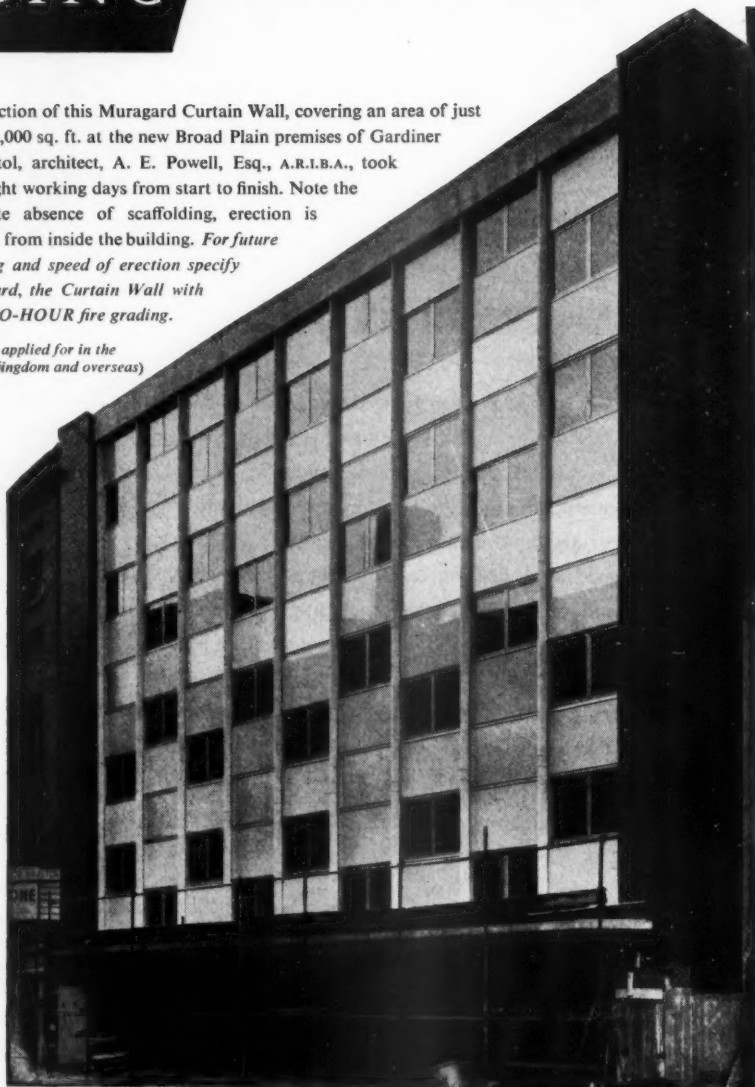 ction of this Muragard Curtain Wall, covering an area of just
,000 sq. ft. at the new Broad Plain premises of Gardiner
tol, architect, A. E. Powell, Esq., A.R.I.B.A., took
ght working days from start to finish. Note the
te absence of scaffolding, erection is
from inside the building. For future
g and speed of erection specify
rd, the Curtain Wall with
O-HOUR fire grading.
applied for in the
ingdom and overseas)
ONE